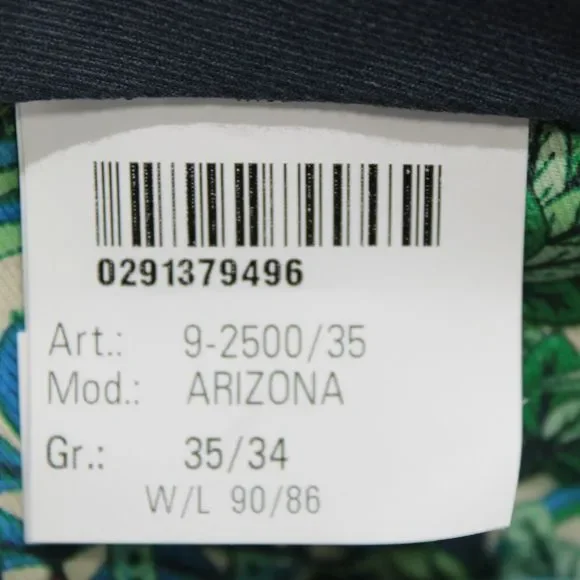 0291379496
Art.: 9-2500/35
Mod.: ARIZONA
Gr.: 35/34
W/L 90/86